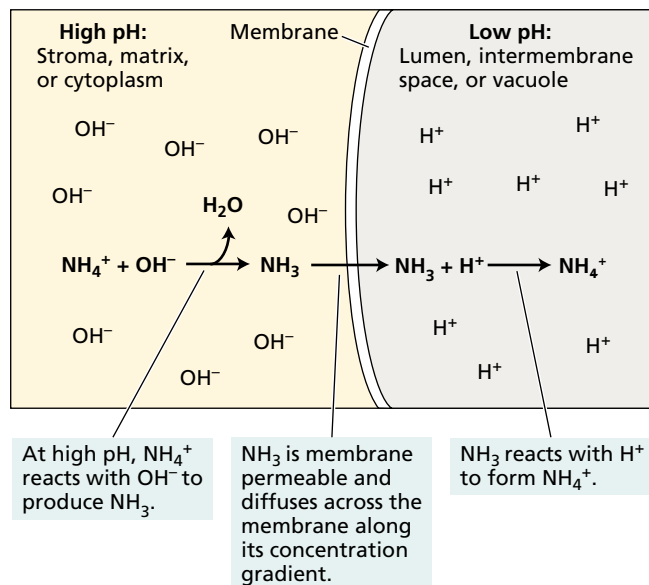 High pH:
Stroma, matrix,
or cytoplasm
Membrane
Low pH:
Lumen, intermembrane
space, or vacuole
OH⁻
OH⁻
OH⁻
OH⁻
OH⁻
H₂O
NH₄⁺ + OH⁻
NH₃
OH⁻
OH⁻
OH⁻
H⁺
H⁺
H⁺
H⁺
H⁺
NH₃ + H⁺
NH₄⁺
H⁺
H⁺
H⁺
At high pH, NH₄⁺
reacts with OH⁻ to
produce NH₃.
NH₃ is membrane
permeable and
diffuses across the
membrane along
its concentration
gradient.
NH₃ reacts with H⁺
to form NH₄⁺.